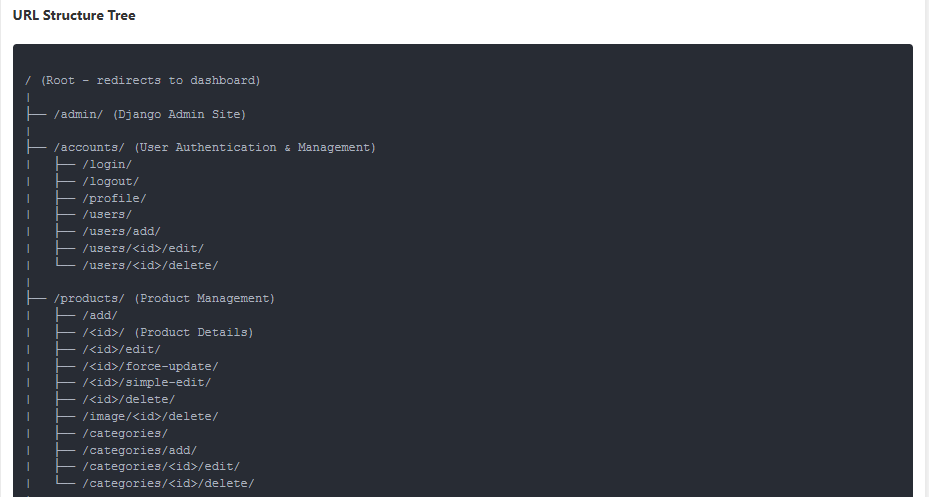 URL Structure Tree
/ (Root - redirects to dashboard)
│
├── /admin/ (Django Admin Site)
│
├── /accounts/ (User Authentication & Management)
│   ├── /login/
│   ├── /logout/
│   ├── /profile/
│   ├── /users/
│   ├── /users/add/
│   ├── /users/<id>/edit/
│   └── /users/<id>/delete/
│
├── /products/ (Product Management)
│   ├── /add/
│   ├── /<id>/ (Product Details)
│   ├── /<id>/edit/
│   ├── /<id>/force-update/
│   ├── /<id>/simple-edit/
│   ├── /<id>/delete/
│   ├── /image/<id>/delete/
│   ├── /categories/
│   ├── /categories/add/
│   ├── /categories/<id>/edit/
│   └── /categories/<id>/delete/